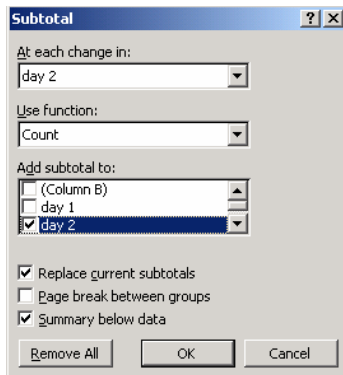 Subtotal
At each change in:
day 2
Use function:
Count
Add subtotal to:
(Column B)
day 1
day 2
Replace current subtotals
Page break between groups
Summary below data
Remove All OK Cancel